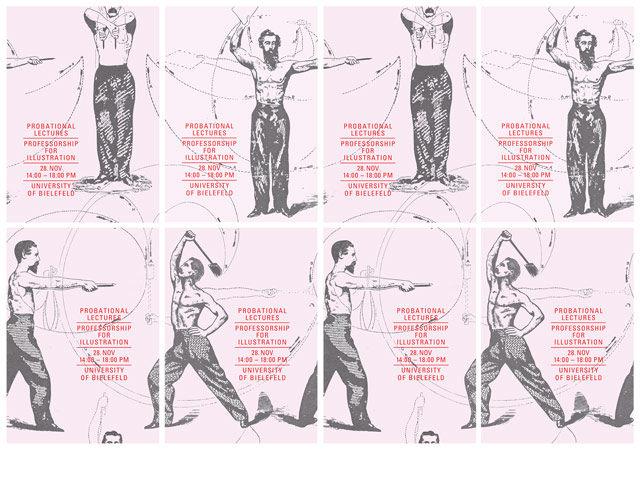 PROBATIONAL
LECTURES
PROFESSORSHIP
FOR
ILLUSTRATION
28. NOV.
14:00 – 18:00 PM
UNIVERSITY
OF BIELEFELD
PROBATIONAL
LECTURES
PROFESSORSHIP
FOR
ILLUSTRATION
28. NOV
14:00 – 18:00 PM
UNIVERSITY
OF BIELEFELD
PROBATIONAL
LECTURES
PROFESSORSHIP
FOR
ILLUSTRATION
28. NOV.
14:00 – 18:00 PM
UNIVERSITY
OF BIELEFELD
PROBATIONAL
LECTURES
PROFESSORSHIP
FOR
ILLUSTRATION
28. NOV
14:00 – 18:00 PM
UNIVERSITY
OF BIELEFELD
PROBATIONAL
LECTURES
PROFESSORSHIP
FOR
ILLUSTRATION
28. NOV
14:00 – 18:00 PM
UNIVERSITY
OF BIELEFELD
PROBATIONAL
LECTURES
PROFESSORSHIP
FOR
ILLUSTRATION
28. NOV
14:00 – 18:00 PM
UNIVERSITY
OF BIELEFELD
PROBATIONAL
LECTURES
PROFESSORSHIP
FOR
ILLUSTRATION
28. NOV
14:00 – 18:00 PM
UNIVERSITY
OF BIELEFELD
PROBATIONAL
LECTURES
PROFESSORSHIP
FOR
ILLUSTRATION
28. NOV
14:00 – 18:00 PM
UNIVERSITY
OF BIELEFELD